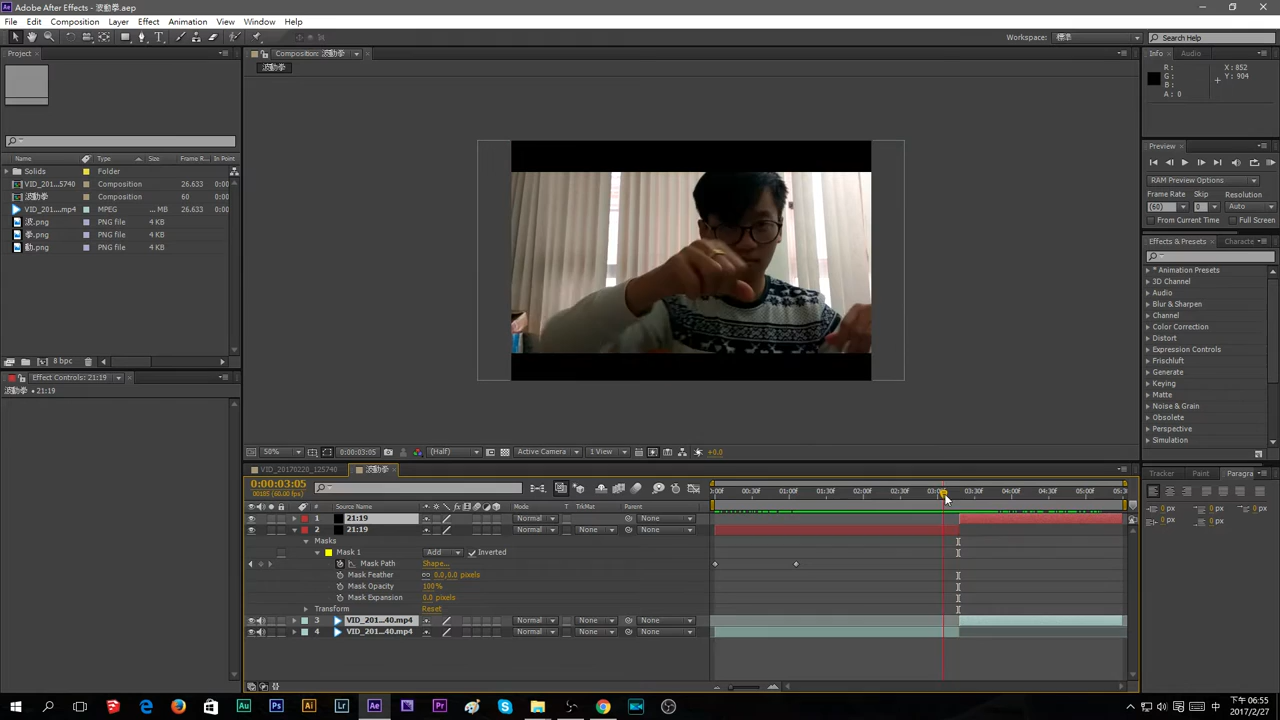 Adobe After Effects - 波動拳.aep
File Edit Composition Layer Effect Animation View Window Help
Workspace: 標準
Search Help
Project
Composition: 波動拳
波動拳
Info Audio
R: X: 852
G: Y: 904
B:
A: 0
Preview
RAM Preview Options
Frame Rate Skip Resolution
(60) 0 Auto
From Current Time Full Screen
Name Type Size Frame R... In Point
Solids Folder
VID_201...5740 Composition 26.633 0:00
波動拳 Composition 60 0:00
VID_201....mp4 MPEG ... MB 26.633 0:00
波.png PNG file 4 KB
拳.png PNG file 4 KB
動.png PNG file 4 KB
8 bpc
Effects & Presets Characte
* Animation Presets
3D Channel
Audio
Blur & Sharpen
Channel
Color Correction
Distort
Expression Controls
Frischluft
Generate
Keying
Matte
Noise & Grain
Obsolete
Perspective
Simulation
Effect Controls: 21:19
波動拳 • 21:19
50% 0:00:03:05 (Half) Active Camera 1 View +0.0
VID_20170220_125740 波動拳
0:00:03:05
00185 (60.00 fps)
:00f 00:30f 01:00f 01:30f 02:00f 02:30f 03:00f 03:30f 04:00f 04:30f 05:00f 05:30
# Source Name Mode T TrkMat Parent
1 21:19 Normal None
2 21:19 Normal None None
Masks
Mask 1 Add Inverted
Mask Path Shape...
Mask Feather 0.0,0.0 pixels
Mask Opacity 100%
Mask Expansion 0.0 pixels
Transform Reset
3 VID_201...40.mp4 Normal None None
4 VID_201...40.mp4 Normal None None
Tracker Paint Paragra
0 px 0 px 0 px
0 px 0 px
中
下午 06:55
2017/2/27